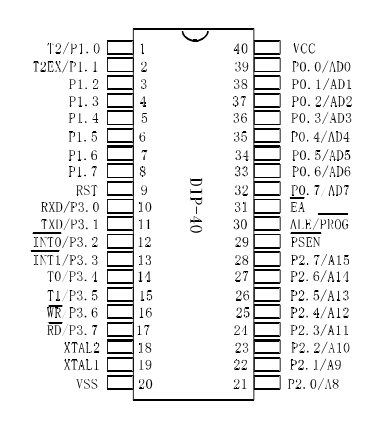 T2/P1.0 1 40 VCC
T2EX/P1.1 2 39 P0.0/AD0
P1.2 3 38 P0.1/AD1
P1.3 4 37 P0.2/AD2
P1.4 5 36 P0.3/AD3
P1.5 6 35 P0.4/AD4
P1.6 7 34 P0.5/AD5
P1.7 8 33 P0.6/AD6
RST 9 32 P0.7/AD7
RXD/P3.0 10 31 EA
TXD/P3.1 11 30 ALE/PROG
INT0/P3.2 12 29 PSEN
INT1/P3.3 13 28 P2.7/A15
T0/P3.4 14 27 P2.6/A14
T1/P3.5 15 26 P2.5/A13
WR/P3.6 16 25 P2.4/A12
RD/P3.7 17 24 P2.3/A11
XTAL2 18 23 P2.2/A10
XTAL1 19 22 P2.1/A9
VSS 20 21 P2.0/A8
DIP-40